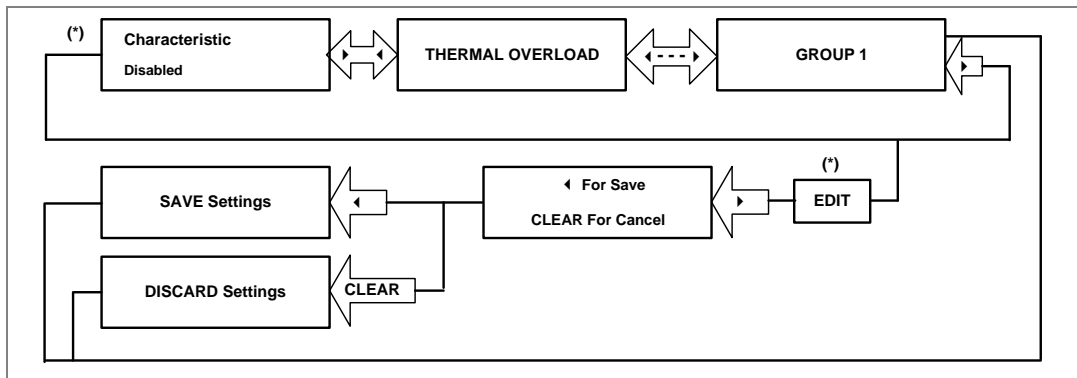 (*)
Characteristic
Disabled
THERMAL OVERLOAD
GROUP 1
(*)
SAVE Settings
For Save
CLEAR For Cancel
EDIT
DISCARD Settings
CLEAR